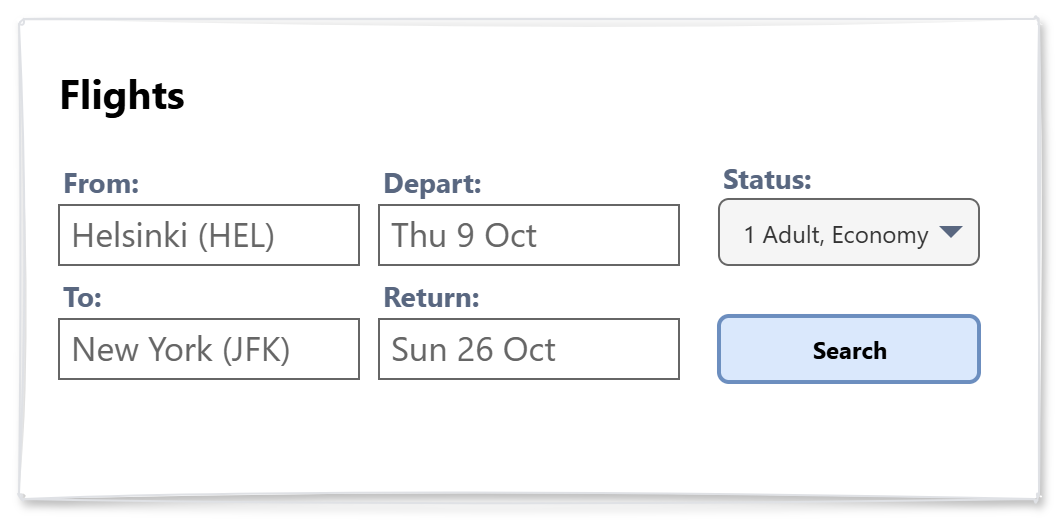 Flights
From:
Helsinki (HEL)
Depart:
Thu 9 Oct
Status:
1 Adult, Economy
To:
New York (JFK)
Return:
Sun 26 Oct
Search